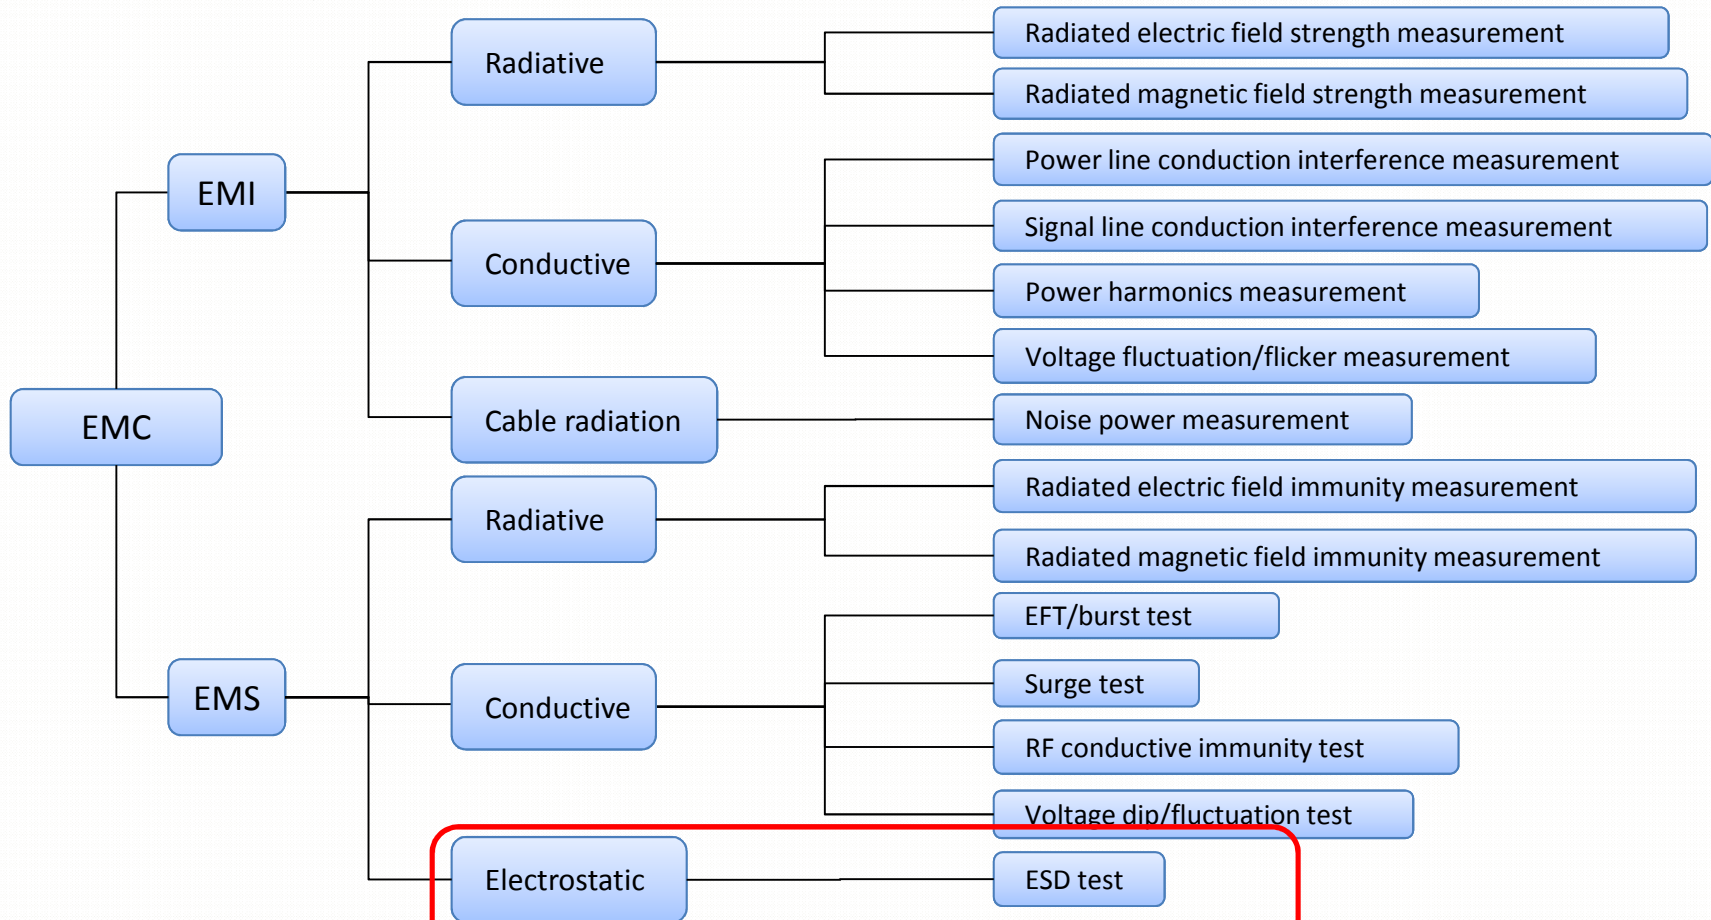 EMC
EMI
Radiative
Radiated electric field strength measurement
Radiated magnetic field strength measurement
Conductive
Power line conduction interference measurement
Signal line conduction interference measurement
Power harmonics measurement
Voltage fluctuation/flicker measurement
Cable radiation
Noise power measurement
EMS
Radiative
Radiated electric field immunity measurement
Radiated magnetic field immunity measurement
Conductive
EFT/burst test
Surge test
RF conductive immunity test
Voltage dip/fluctuation test
Electrostatic
ESD test